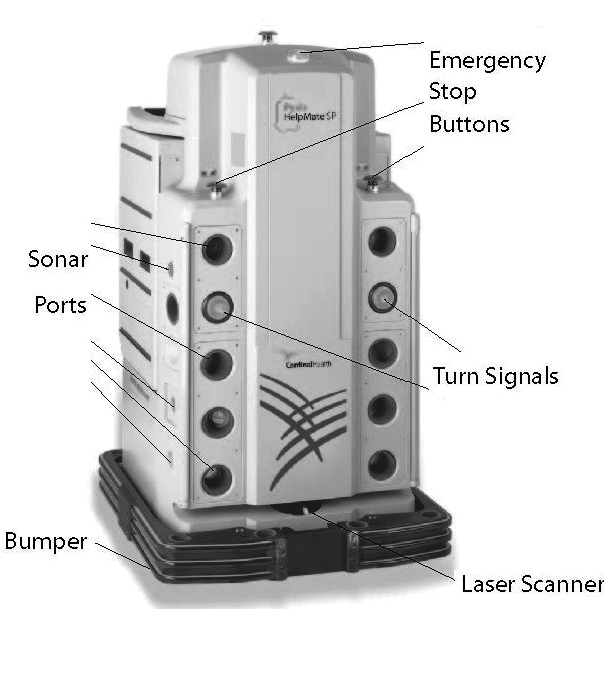 Emergency
Stop
Buttons
Pyxis
HelpMate SP
Sonar
Ports
CardinalHealth
Turn Signals
Bumper
Laser Scanner